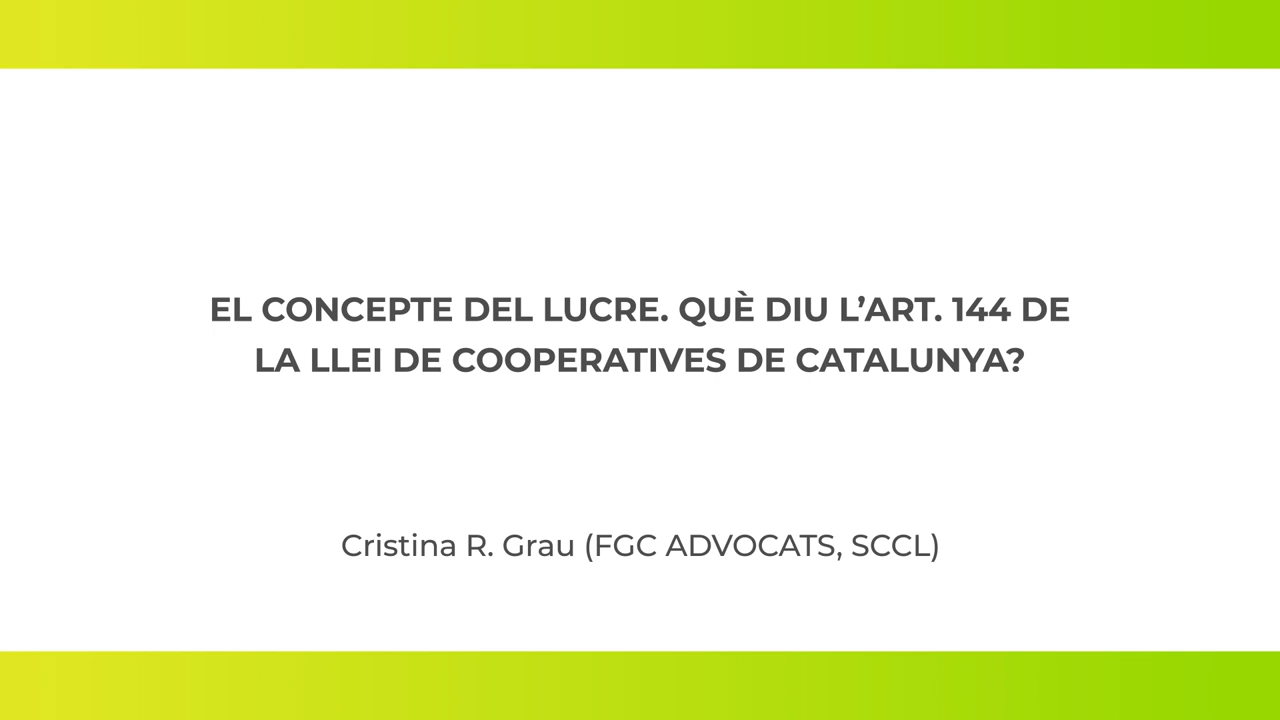 EL CONCEPTE DEL LUCRE. QUÈ DIU L’ART. 144 DE
LA LLEI DE COOPERATIVES DE CATALUNYA?
Cristina R. Grau (FGC ADVOCATS, SCCL)